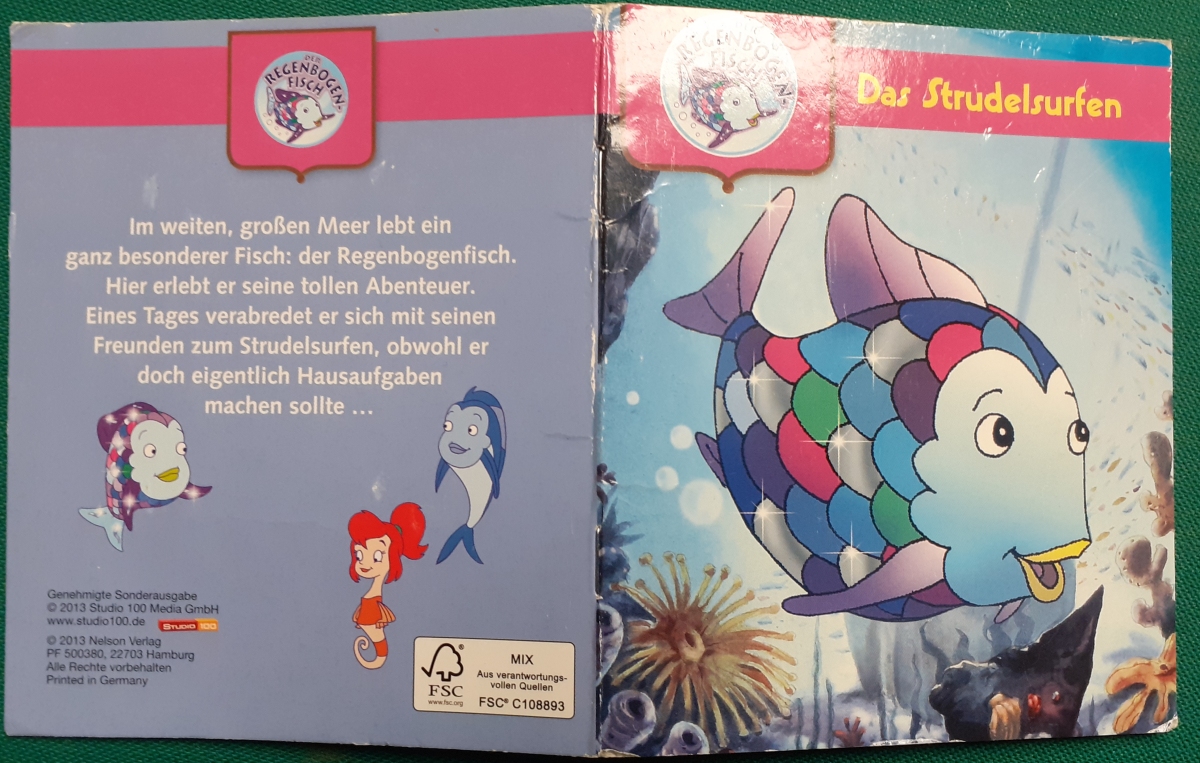 DER
REGENBOGEN-
FISCH
Im weiten, großen Meer lebt ein
ganz besonderer Fisch: der Regenbogenfisch.
Hier erlebt er seine tollen Abenteuer.
Eines Tages verabredet er sich mit seinen
Freunden zum Strudelsurfen, obwohl er
doch eigentlich Hausaufgaben
machen sollte ...
Genehmigte Sonderausgabe
© 2013 Studio 100 Media GmbH
www.studio100.de STUDIO 100
© 2013 Nelson Verlag
PF 500380, 22703 Hamburg
Alle Rechte vorbehalten
Printed in Germany
FSC
www.fsc.org
MIX
Aus verantwortungs-
vollen Quellen
FSC® C108893
REGENBOGEN-
FISCH
Das Strudelsurfen